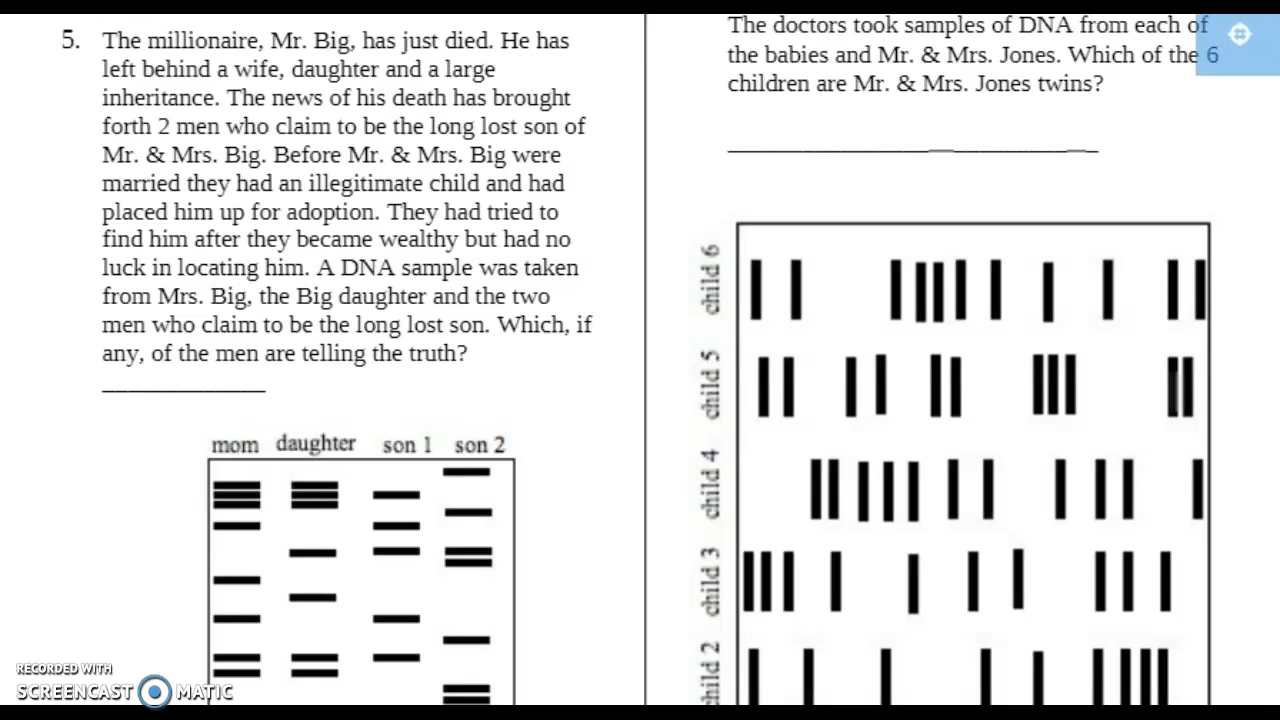 5. The millionaire, Mr. Big, has just died. He has
left behind a wife, daughter and a large
inheritance. The news of his death has brought
forth 2 men who claim to be the long lost son of
Mr. & Mrs. Big. Before Mr. & Mrs. Big were
married they had an illegitimate child and had
placed him up for adoption. They had tried to
find him after they became wealthy but had no
luck in locating him. A DNA sample was taken
from Mrs. Big, the Big daughter and the two
men who claim to be the long lost son. Which, if
any, of the men are telling the truth?
mom daughter son 1 son 2
The doctors took samples of DNA from each of
the babies and Mr. & Mrs. Jones. Which of the 6
children are Mr. & Mrs. Jones twins?
child 6
child 5
child 4
child 3
child 2
RECORDED WITH
SCREENCAST MATIC